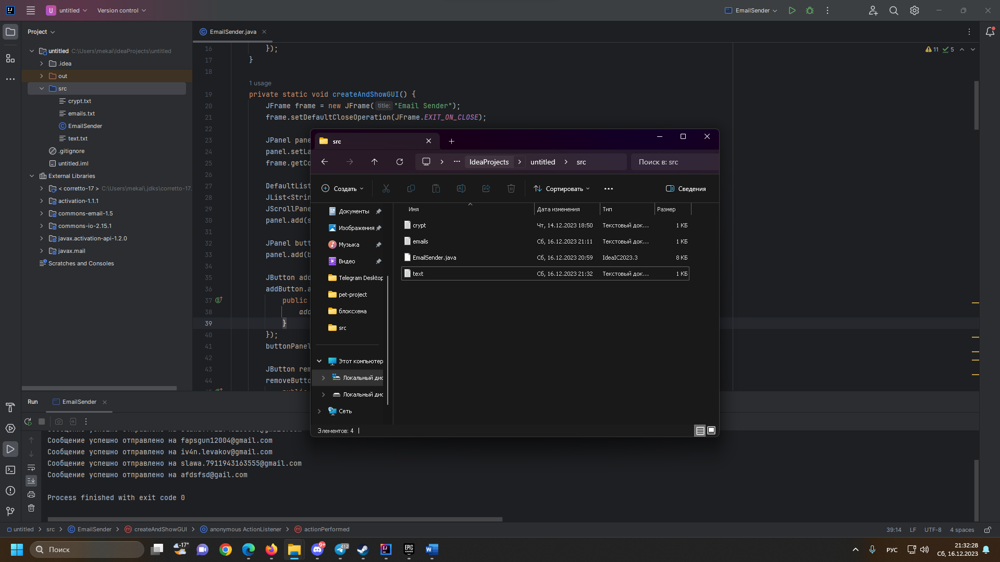 untitled
Version control
EmailSender
Project
EmailSender.java
untitled C:\Users\mekai\IdeaProjects\untitled
.idea
out
src
crypt.txt
emails.txt
EmailSender
text.txt
.gitignore
untitled.iml
External Libraries
< corretto-17 > C:\Users\mekai\.jdks\corretto-17.
activation-1.1.1
commons-email-1.5
commons-io-2.15.1
javax.activation-api-1.2.0
javax.mail
Scratches and Consoles
11 5
16 });
17 }
18
1 usage
19 private static void createAndShowGUI() {
20 JFrame frame = new JFrame( title: "Email Sender");
21 frame.setDefaultCloseOperation(JFrame.EXIT_ON_CLOSE);
22
23 JPanel pane
24 panel.setLa
25 frame.getCo
26
27 DefaultList
28 JList<Strin
29 JScrollPane
30 panel.add(s
31
32 JPanel butt
33 panel.add(b
34
35 JButton add
36 addButton.a
37 public
38 add
39 }
40 });
41 buttonPanel
42
43 JButton rem
44 removeButto
src
IdeaProjects
untitled
src
Поиск в: src
Создать
Сортировать
Сведения
Документы
Изображения
Музыка
Видео
Telegram Desktop
pet-project
блоксхема
src
Этот компьютер
Локальный дис
Локальный дис
Сеть
Имя Дата изменения Тип Размер
crypt Чт, 14.12.2023 18:50 Текстовый док... 1 КБ
emails Сб, 16.12.2023 21:11 Текстовый док... 1 КБ
EmailSender.java Сб, 16.12.2023 20:59 IdeaIC2023.3 8 КБ
text Сб, 16.12.2023 21:32 Текстовый док... 1 КБ
Элементов: 4
Run
EmailSender
Сообщение успешно отправлено на fapsgun12004@gmail.com
Сообщение успешно отправлено на iv4n.levakov@gmail.com
Сообщение успешно отправлено на slawa.7911943163555@gmail.com
Сообщение успешно отправлено на afdsfsd@gail.com
Process finished with exit code 0
untitled
src
EmailSender
createAndShowGUI
anonymous ActionListener
actionPerformed
39:14 LF UTF-8 4 spaces
Поиск
-17°
9+
412
EPIC GAMES
РУС
21:32:28
Сб, 16.12.2023